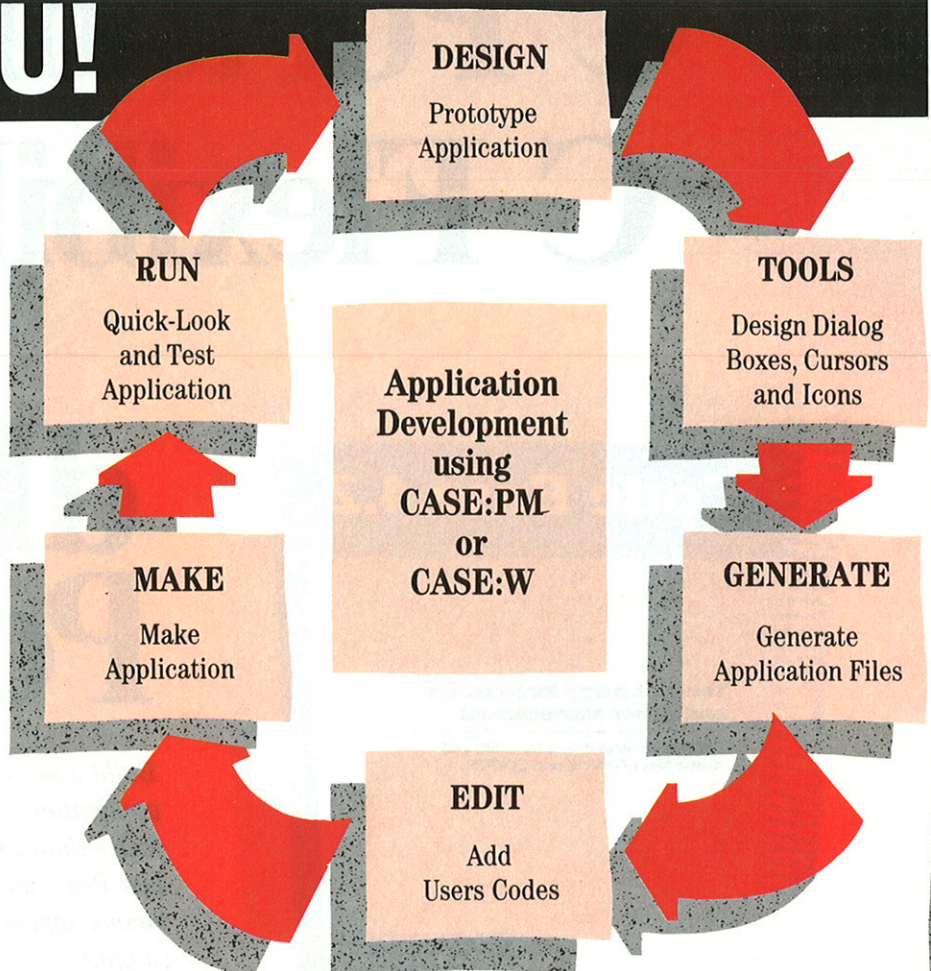 U!
DESIGN
Prototype
Application
TOOLS
Design Dialog
Boxes, Cursors
and Icons
GENERATE
Generate
Application Files
EDIT
Add
Users Codes
MAKE
Make
Application
RUN
Quick-Look
and Test
Application
Application
Development
using
CASE:PM
or
CASE:W